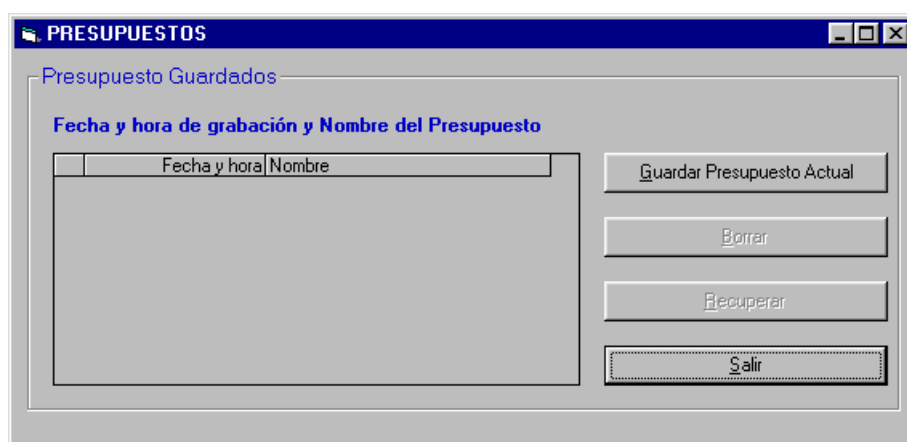 PRESUPUESTOS
Presupuesto Guardados
Fecha y hora de grabación y Nombre del Presupuesto
Fecha y hora Nombre
Guardar Presupuesto Actual
Borrar
Recuperar
Salir